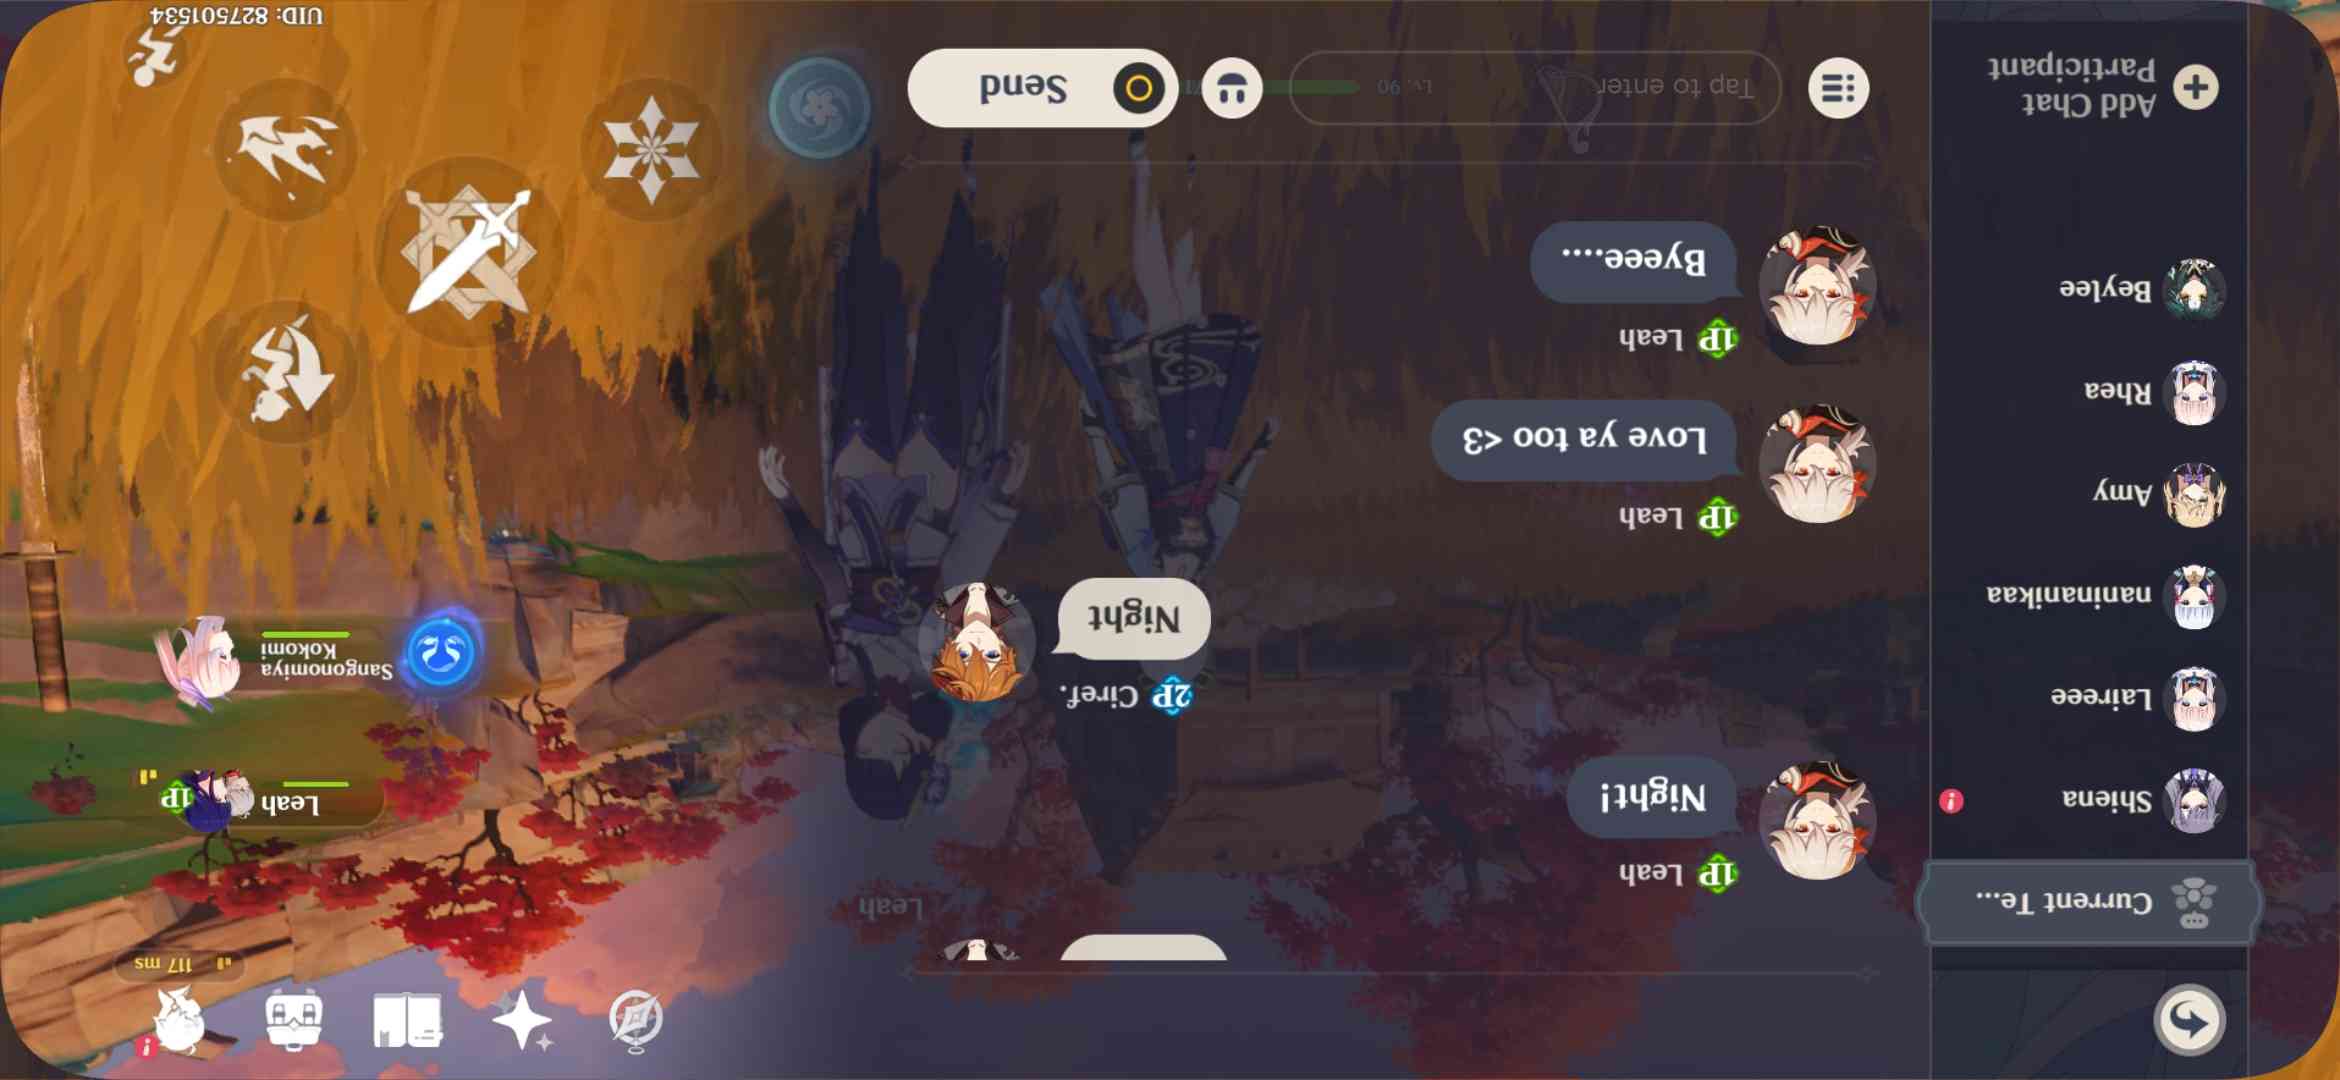 Current Te...
Shiena
Laireee
naninanikaa
Amy
Rhea
Beylee
Add Chat
Participant
1P Leah
Night!
2P Ciref.
Night
1P Leah
Love ya too <3
1P Leah
Byeee....
Tap to enter
Lv. 90
Send
Leah
117 ms
Leah
1P
Sangonomiya
Kokomi
UID: 827501534